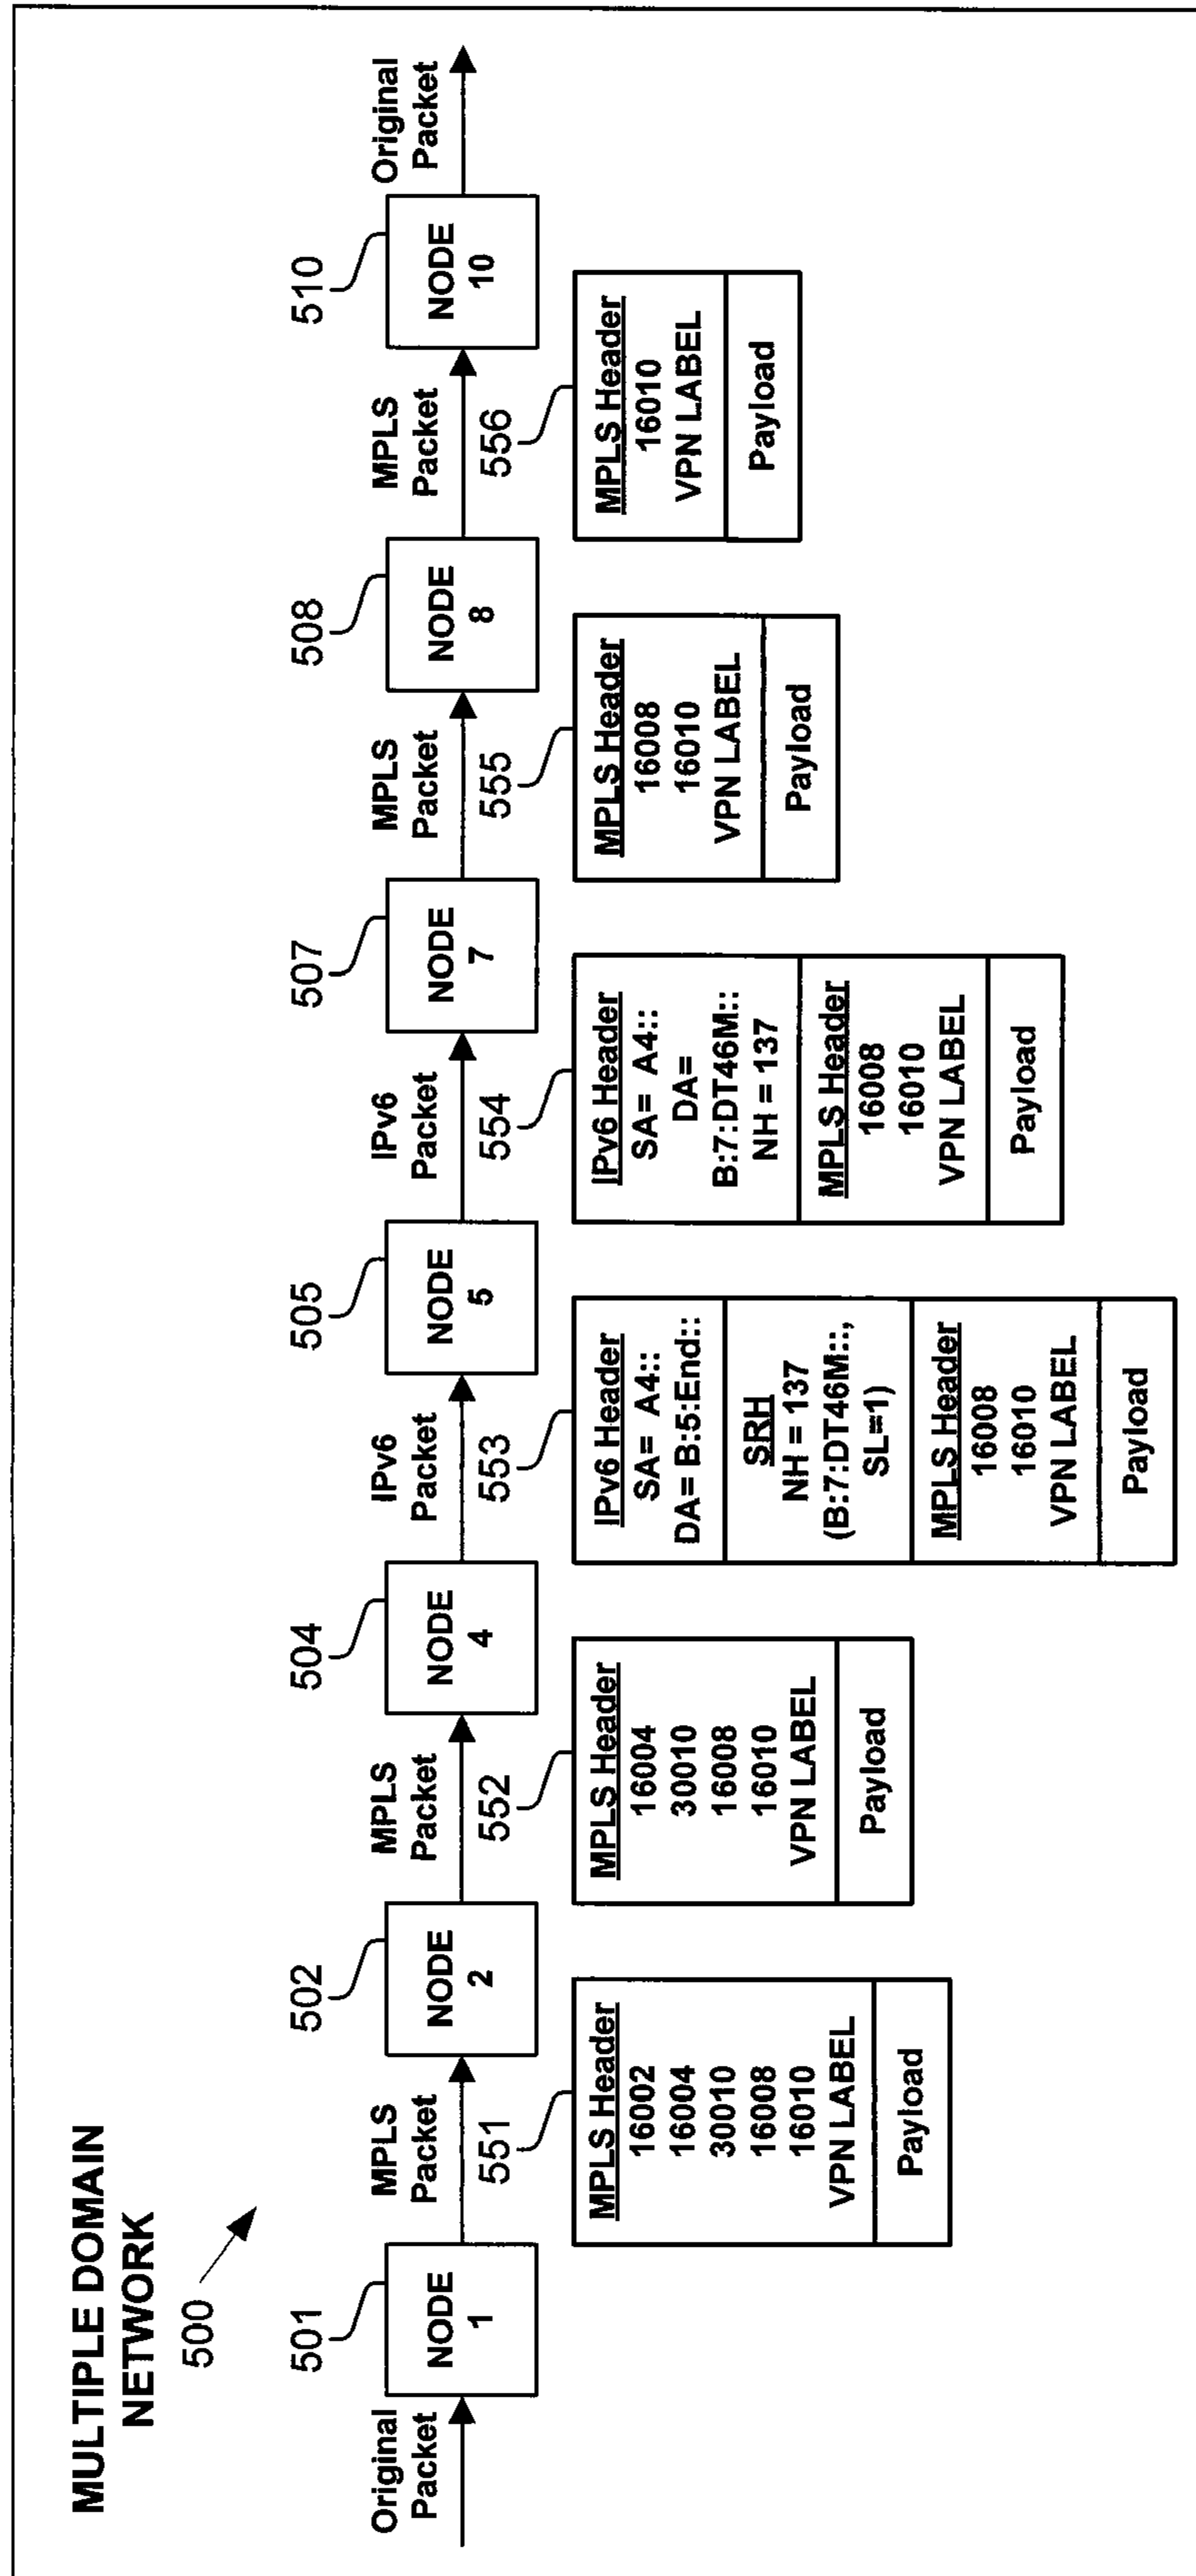 MULTIPLE DOMAIN
NETWORK
500
Original
Packet
501
NODE
1
MPLS
Packet
551
MPLS Header
16002
16004
30010
16008
16010
VPN LABEL
Payload
502
NODE
2
MPLS
Packet
552
MPLS Header
16004
30010
16008
16010
VPN LABEL
Payload
504
NODE
4
IPv6
Packet
553
IPv6 Header
SA= A4::
DA= B:5:End::
SRH
NH = 137
(B:7:DT46M::,
SL=1)
MPLS Header
16008
16010
VPN LABEL
Payload
505
NODE
5
IPv6
Packet
554
IPv6 Header
SA= A4::
DA=
B:7:DT46M::
NH = 137
MPLS Header
16008
16010
VPN LABEL
Payload
507
NODE
7
MPLS
Packet
555
MPLS Header
16008
16010
VPN LABEL
Payload
508
NODE
8
MPLS
Packet
556
MPLS Header
16010
VPN LABEL
Payload
510
NODE
10
Original
Packet